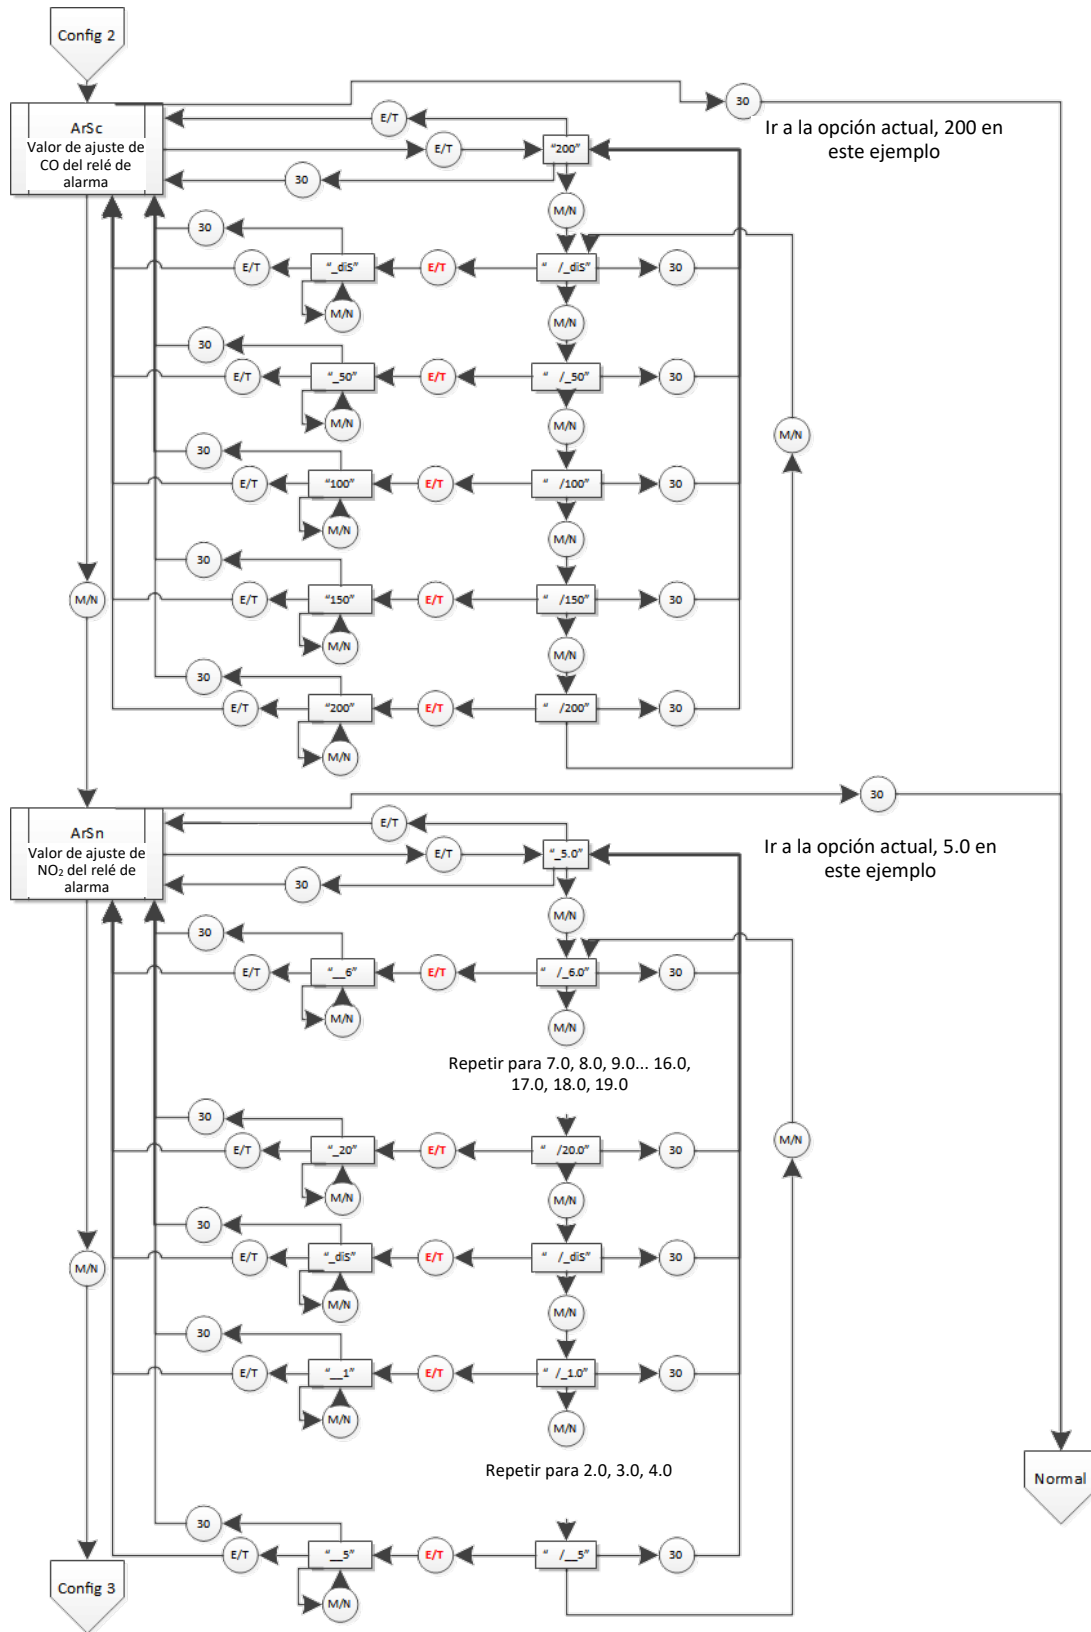 Config 2
30
ArSc
Valor de ajuste de
CO del relé de
alarma
E/T
E/T
"200"
Ir a la opción actual, 200 en
este ejemplo
30
M/N
30
E/T
"_diS"
E/T
" /_diS"
30
M/N
M/N
30
E/T
"_50"
E/T
" /_50"
30
M/N
M/N
M/N
30
E/T
"100"
E/T
" /100"
30
M/N
M/N
30
M/N
E/T
"150"
E/T
" /150"
30
M/N
M/N
30
E/T
"200"
E/T
" /200"
30
M/N
30
ArSn
Valor de ajuste de
NO₂ del relé de
alarma
E/T
E/T
"_5.0"
Ir a la opción actual, 5.0 en
este ejemplo
30
M/N
30
E/T
"__6"
E/T
" /_6.0"
30
M/N
M/N
Repetir para 7.0, 8.0, 9.0... 16.0,
17.0, 18.0, 19.0
30
E/T
"_20"
E/T
" /20.0"
30
M/N
M/N
M/N
30
M/N
E/T
"_diS"
E/T
" /_diS"
30
M/N
M/N
30
E/T
"__1"
E/T
" /_1.0"
30
M/N
M/N
Repetir para 2.0, 3.0, 4.0
Normal
30
E/T
"__5"
E/T
" /__5"
30
M/N
Config 3